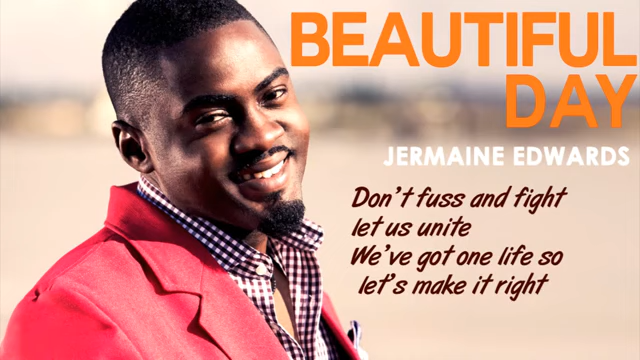 BEAUTIFUL
DAY
JERMAINE EDWARDS
Don't fuss and fight
let us unite
We've got one life so
let's make it right